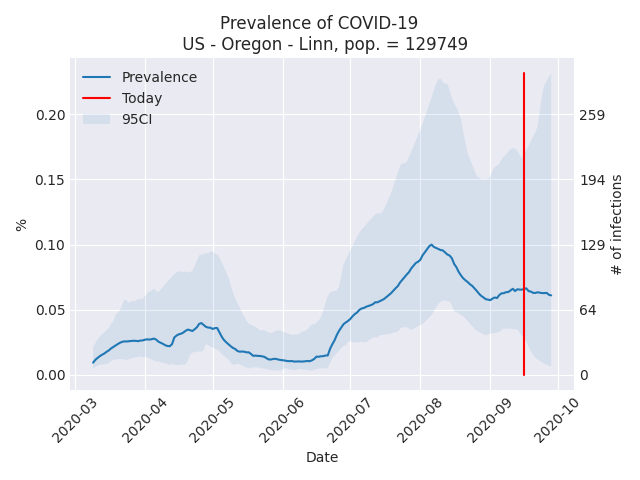 Prevalence of COVID-19
US - Oregon - Linn, pop. = 129749
Prevalence
Today
95CI
0.20
0.15
0.10
0.05
0.00
%
259
194
129
64
0
# of infections
2020-03
2020-04
2020-05
2020-06
2020-07
2020-08
2020-09
2020-10
Date